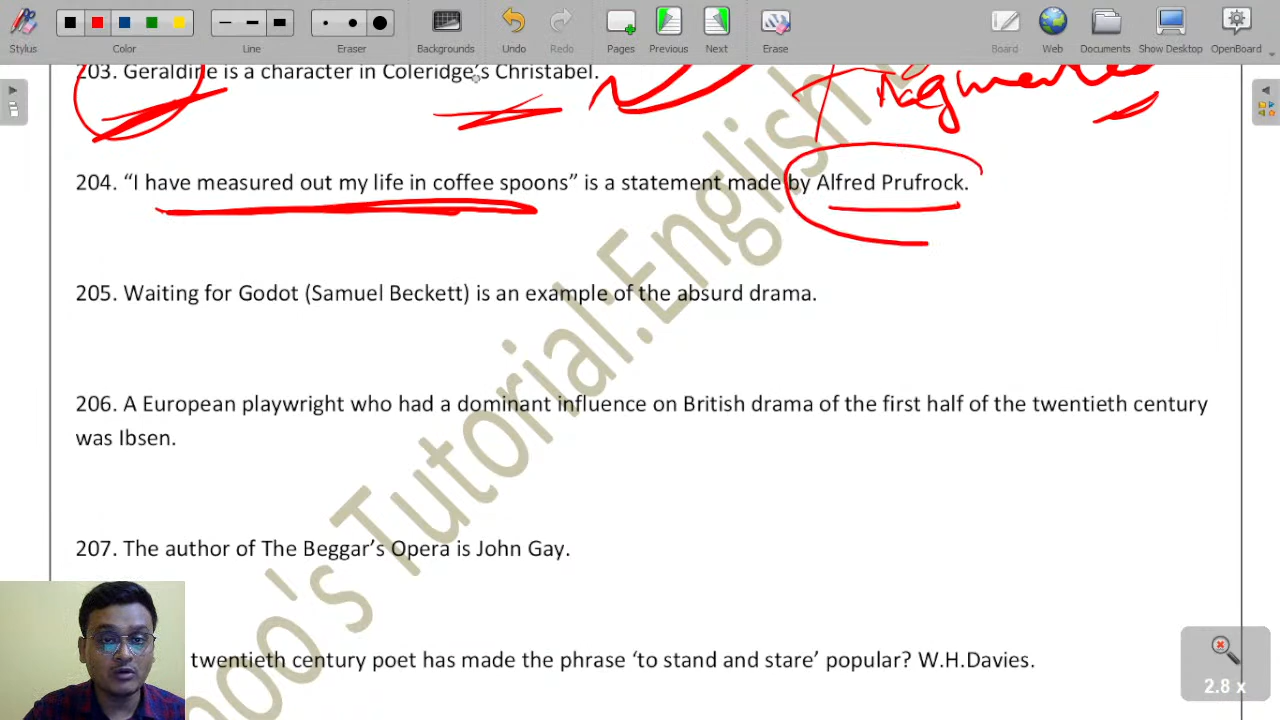 Stylus
Color
Line
Eraser
Backgrounds
Undo
Redo
Pages
Previous
Next
Erase
Board
Web
Documents
Show Desktop
OpenBoard
203. Geraldine is a character in Coleridge's Christabel.
fragmented
204. “I have measured out my life in coffee spoons” is a statement made by Alfred Prufrock.
205. Waiting for Godot (Samuel Beckett) is an example of the absurd drama.
206. A European playwright who had a dominant influence on British drama of the first half of the twentieth century
was Ibsen.
207. The author of The Beggar’s Opera is John Gay.
twentieth century poet has made the phrase ‘to stand and stare’ popular? W.H.Davies.
2.8 x
hoo's Tutorial:English